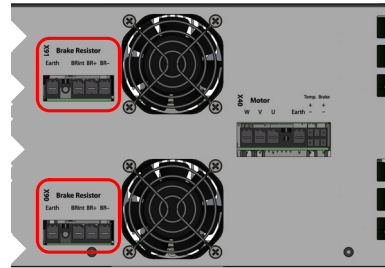 X91 Brake Resistor
Earth BRint BR+ BR−
X40 Motor
Temp. Brake
+ +
W V U Earth − −
X90 Brake Resistor
Earth BRint BR+ BR−